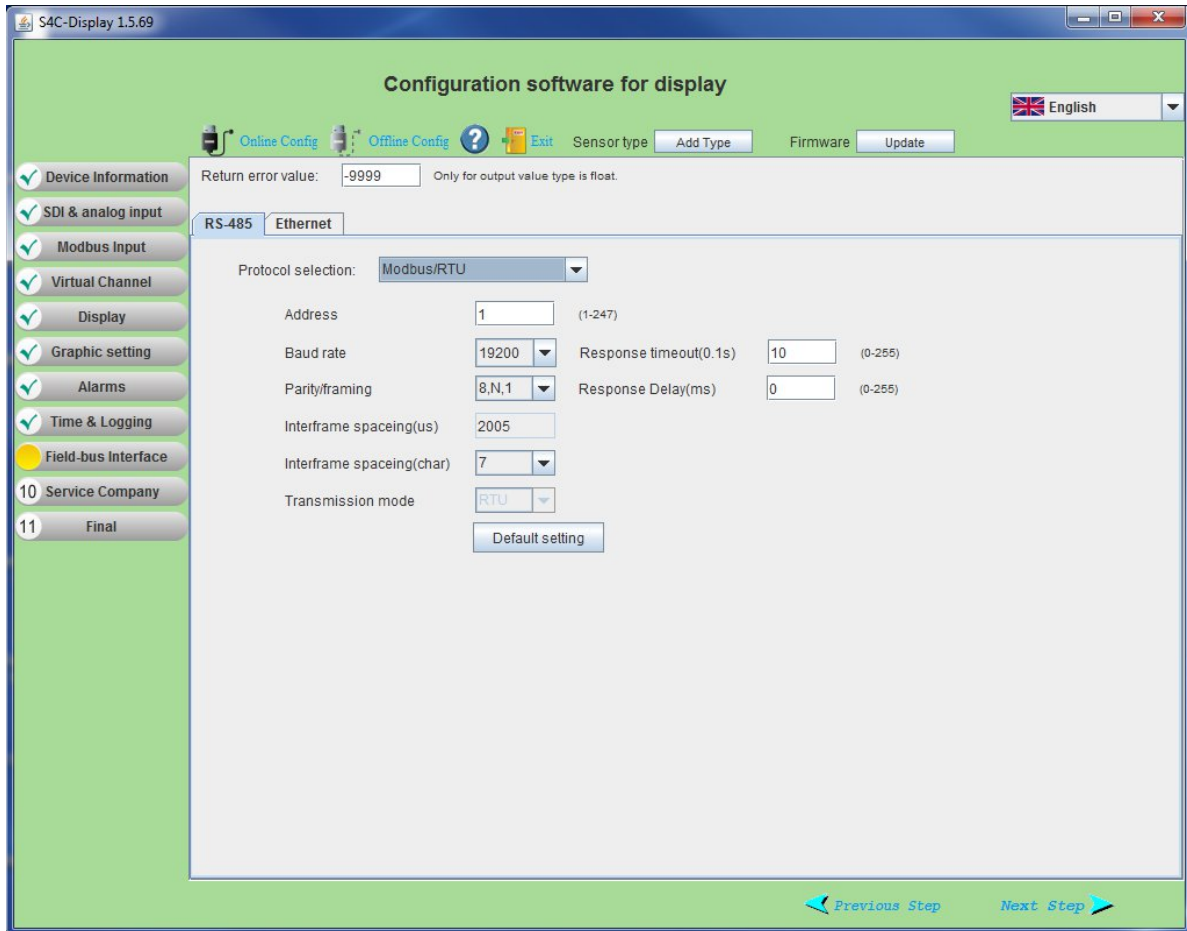 S4C-Display 1.5.69
Configuration software for display
English
Online Config Offline Config ? Exit Sensor type Add Type Firmware Update
Device Information
SDI & analog input
Modbus Input
Virtual Channel
Display
Graphic setting
Alarms
Time & Logging
Field-bus Interface
10 Service Company
11 Final
Return error value: -9999 Only for output value type is float.
RS-485 Ethernet
Protocol selection: Modbus/RTU
Address 1 (1-247)
Baud rate 19200 Response timeout(0.1s) 10 (0-255)
Parity/framing 8,N,1 Response Delay(ms) 0 (0-255)
Interframe spaceing(us) 2005
Interframe spaceing(char) 7
Transmission mode RTU
Default setting
Previous Step Next Step